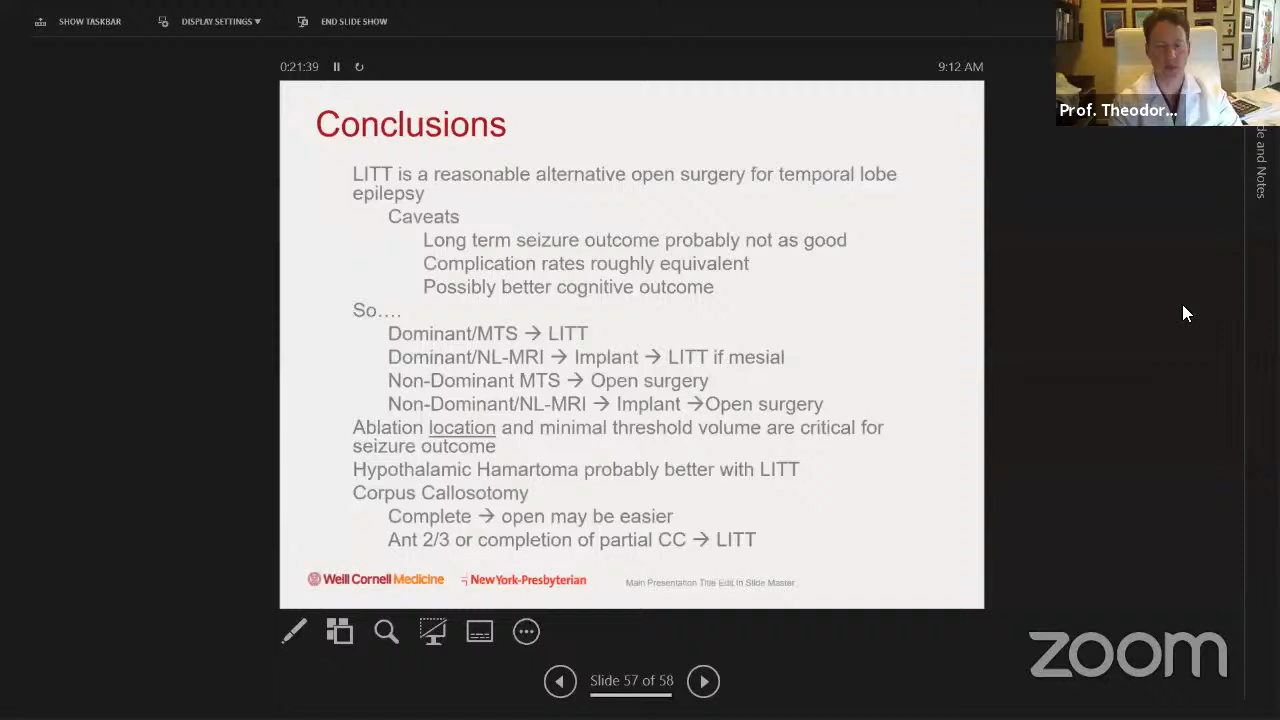 SHOW TASKBAR
DISPLAY SETTINGS ▼
END SLIDE SHOW
0:21:39
9:12 AM
Prof. Theodor...
de and Notes
Conclusions
LITT is a reasonable alternative open surgery for temporal lobe
epilepsy
Caveats
Long term seizure outcome probably not as good
Complication rates roughly equivalent
Possibly better cognitive outcome
So....
Dominant/MTS → LITT
Dominant/NL-MRI → Implant → LITT if mesial
Non-Dominant MTS → Open surgery
Non-Dominant/NL-MRI → Implant →Open surgery
Ablation location and minimal threshold volume are critical for
seizure outcome
Hypothalamic Hamartoma probably better with LITT
Corpus Callosotomy
Complete → open may be easier
Ant 2/3 or completion of partial CC → LITT
Weill Cornell Medicine
NewYork-Presbyterian
Main Presentation Title Edit In Slide Master
Slide 57 of 58
zoom